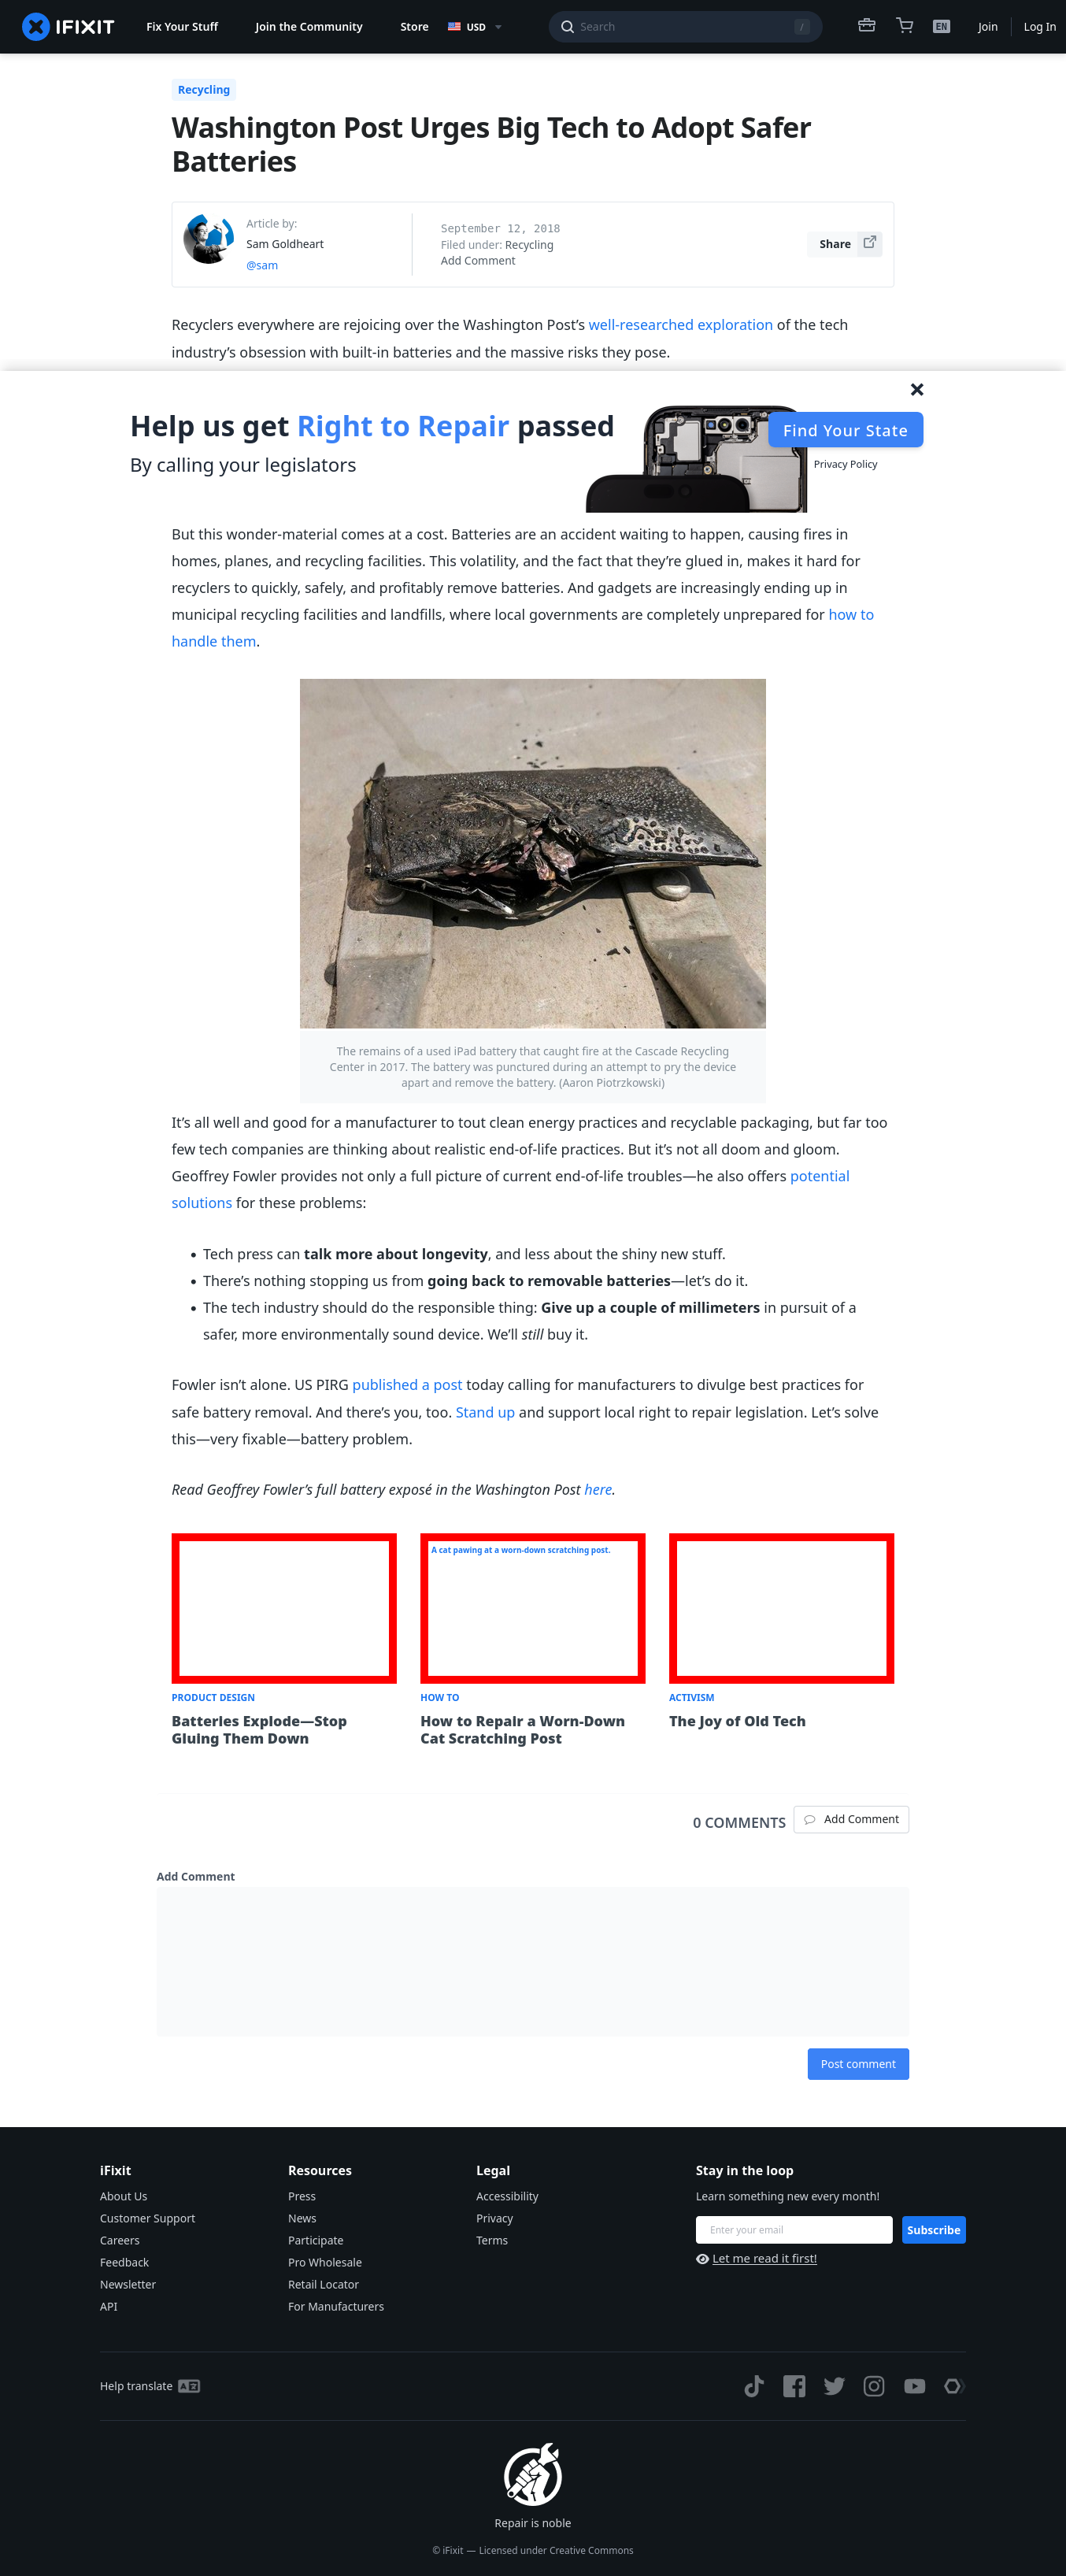 IFIXIT
Fix Your Stuff
Join the Community
Store
USD
Search
/
EN
Join
Log In
Recycling
Washington Post Urges Big Tech to Adopt Safer
Batteries
Article by:
Sam Goldheart
@sam
September 12, 2018
Filed under: Recycling
Add Comment
Share
Recyclers everywhere are rejoicing over the Washington Post’s well-researched exploration of the tech
industry’s obsession with built-in batteries and the massive risks they pose.
Help us get Right to Repair passed
By calling your legislators
Find Your State
Privacy Policy
But this wonder-material comes at a cost. Batteries are an accident waiting to happen, causing fires in
homes, planes, and recycling facilities. This volatility, and the fact that they’re glued in, makes it hard for
recyclers to quickly, safely, and profitably remove batteries. And gadgets are increasingly ending up in
municipal recycling facilities and landfills, where local governments are completely unprepared for how to
handle them.
The remains of a used iPad battery that caught fire at the Cascade Recycling
Center in 2017. The battery was punctured during an attempt to pry the device
apart and remove the battery. (Aaron Piotrzkowski)
It’s all well and good for a manufacturer to tout clean energy practices and recyclable packaging, but far too
few tech companies are thinking about realistic end-of-life practices. But it’s not all doom and gloom.
Geoffrey Fowler provides not only a full picture of current end-of-life troubles—he also offers potential
solutions for these problems:
• Tech press can talk more about longevity, and less about the shiny new stuff.
• There’s nothing stopping us from going back to removable batteries—let’s do it.
• The tech industry should do the responsible thing: Give up a couple of millimeters in pursuit of a
safer, more environmentally sound device. We’ll still buy it.
Fowler isn’t alone. US PIRG published a post today calling for manufacturers to divulge best practices for
safe battery removal. And there’s you, too. Stand up and support local right to repair legislation. Let’s solve
this—very fixable—battery problem.
Read Geoffrey Fowler’s full battery exposé in the Washington Post here.
A cat pawing at a worn-down scratching post.
PRODUCT DESIGN
Batteries Explode—Stop
Gluing Them Down
HOW TO
How to Repair a Worn-Down
Cat Scratching Post
ACTIVISM
The Joy of Old Tech
0 COMMENTS
Add Comment
Add Comment
Post comment
iFixit
About Us
Customer Support
Careers
Feedback
Newsletter
API
Resources
Press
News
Participate
Pro Wholesale
Retail Locator
For Manufacturers
Legal
Accessibility
Privacy
Terms
Stay in the loop
Learn something new every month!
Enter your email
Subscribe
Let me read it first!
Help translate
Repair is noble
© iFixit — Licensed under Creative Commons